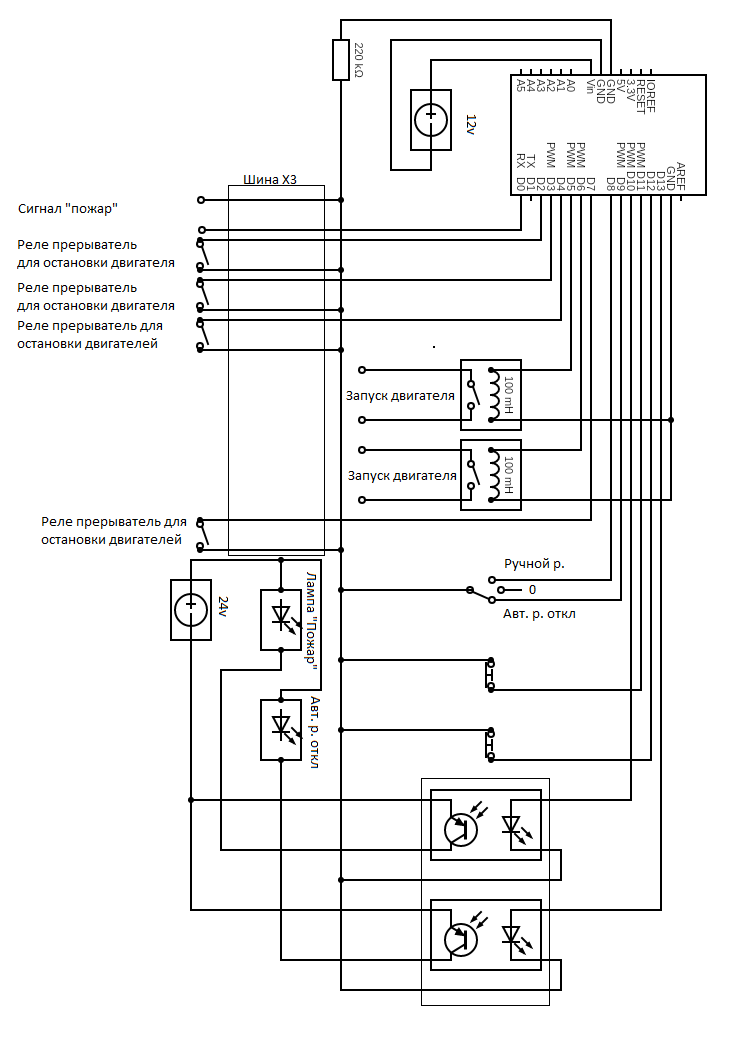 220 kΩ
12v
A5
A4
A3
A2
A1
A0
Vin
GND
GND
5V
3.3V
RESET
IOREF
RX D0
TX D1
D2
PWM D3
D4
PWM D5
PWM D6
D7
D8
PWM D9
PWM D10
PWM D11
D12
D13
GND
AREF
Шина X3
Сигнал "пожар"
Реле прерыватель
для остановки двигателя
Реле прерыватель
для остановки двигателя
Реле прерыватель для
остановки двигателей
Запуск двигателя
100 mH
Запуск двигателя
100 mH
Реле прерыватель для
остановки двигателей
Ручной р.
0
Авт. р. откл
24v
Лампа "Пожар"
Авт. р. откл